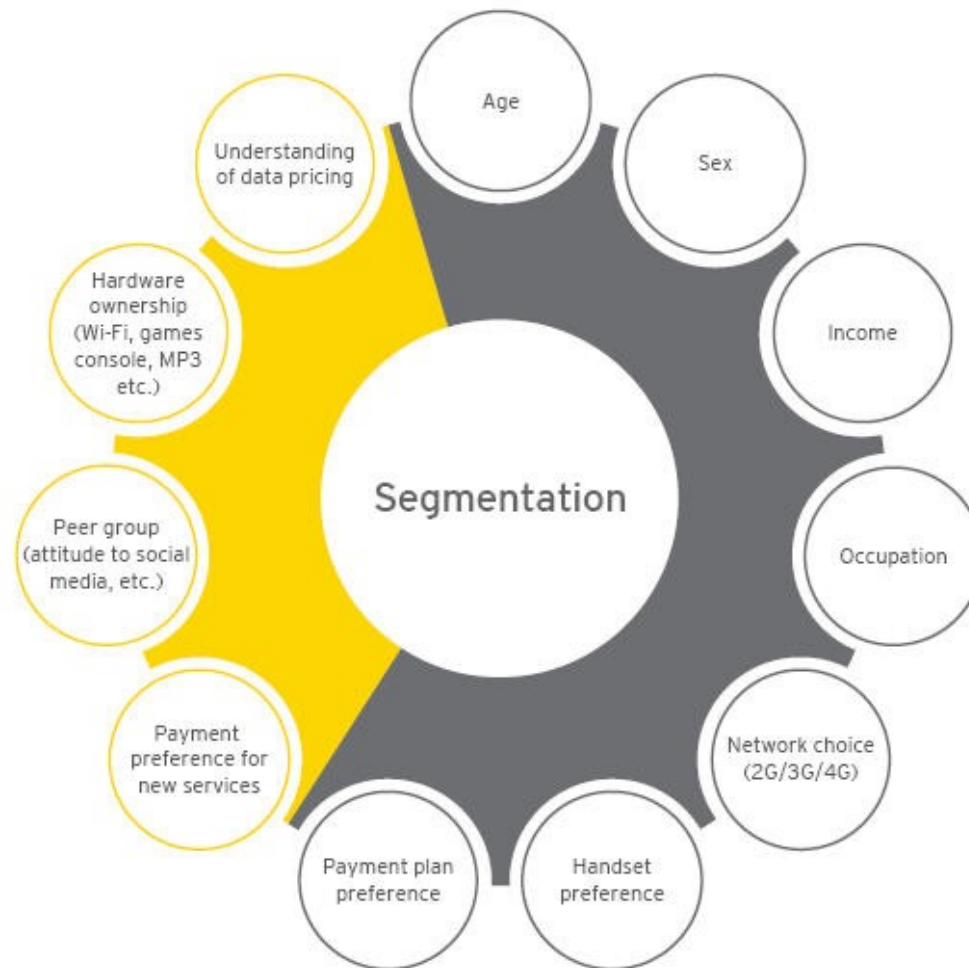 Age
Sex
Income
Occupation
Network choice
(2G/3G/4G)
Handset
preference
Payment plan
preference
Payment
preference for
new services
Peer group
(attitude to social
media, etc.)
Hardware
ownership
(Wi-Fi, games
console, MP3
etc.)
Understanding
of data pricing
Segmentation